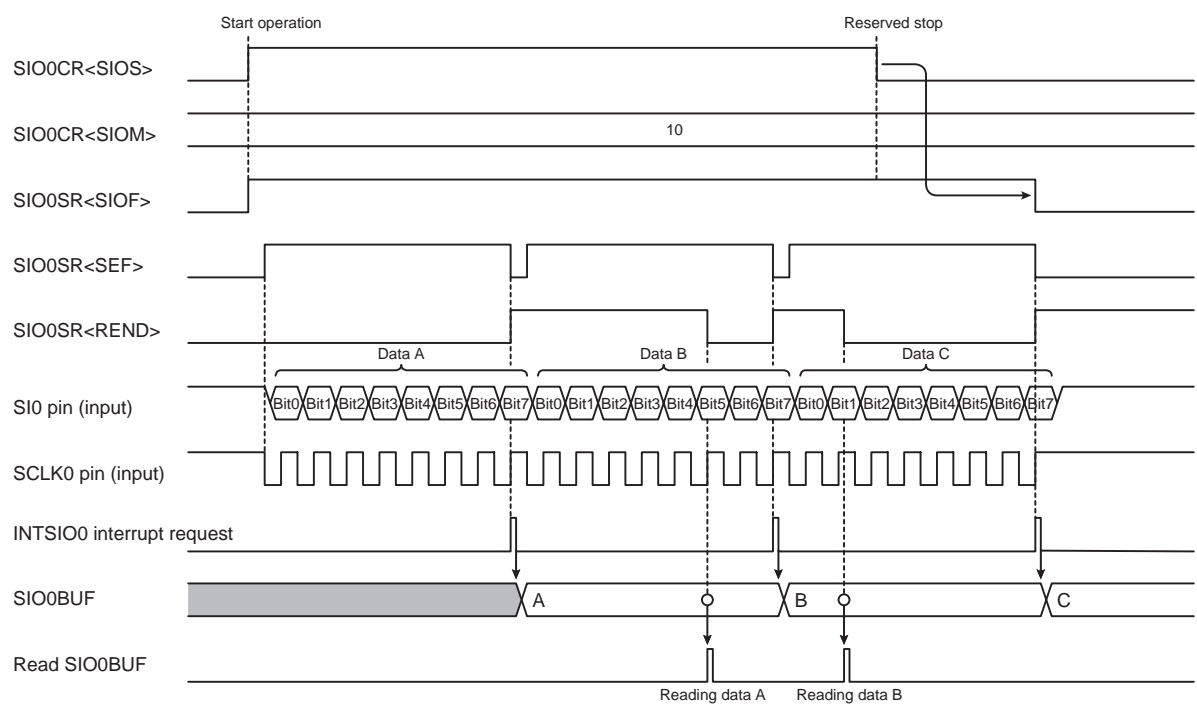 Start operation
Reserved stop
SIO0CR<SIOS>
SIO0CR<SIOM>
10
SIO0SR<SIOF>
SIO0SR<SEF>
SIO0SR<REND>
Data A
Data B
Data C
SI0 pin (input)
Bit0 Bit1 Bit2 Bit3 Bit4 Bit5 Bit6 Bit7 Bit0 Bit1 Bit2 Bit3 Bit4 Bit5 Bit6 Bit7 Bit0 Bit1 Bit2 Bit3 Bit4 Bit5 Bit6 Bit7
SCLK0 pin (input)
INTSIO0 interrupt request
SIO0BUF
A
B
C
Read SIO0BUF
Reading data A
Reading data B